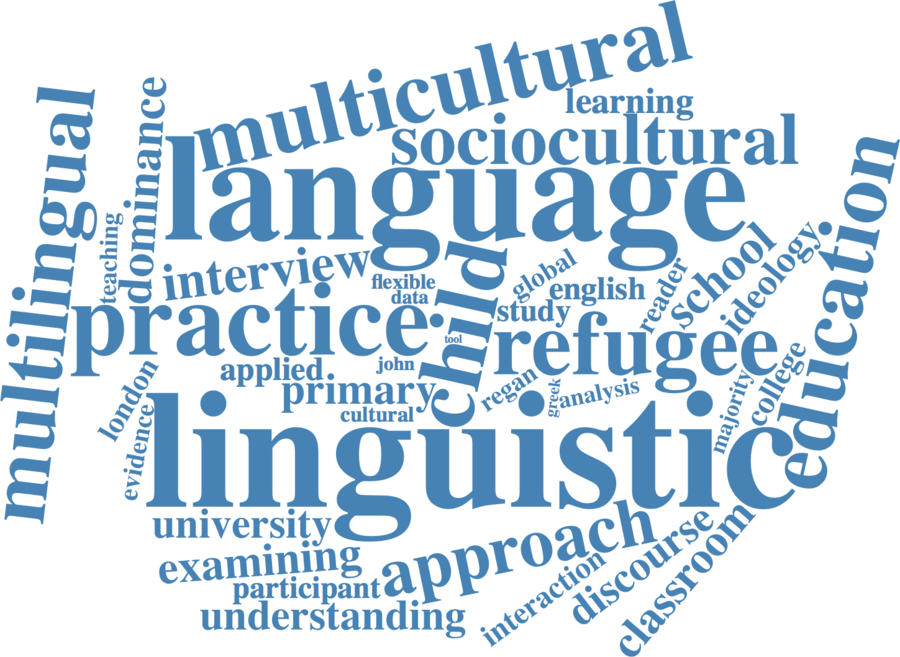 multicultural
learning
sociocultural
multilingual
dominance
language
teaching
interview
flexible
data
global
english
study
reader
school
ideology
education
practice
child
tool
refugee
applied
john
primary
cultural
regan
greek
analysis
majority
college
london
evidence
linguistic
university
examining
participant
understanding
approach
interaction
discourse
classroom